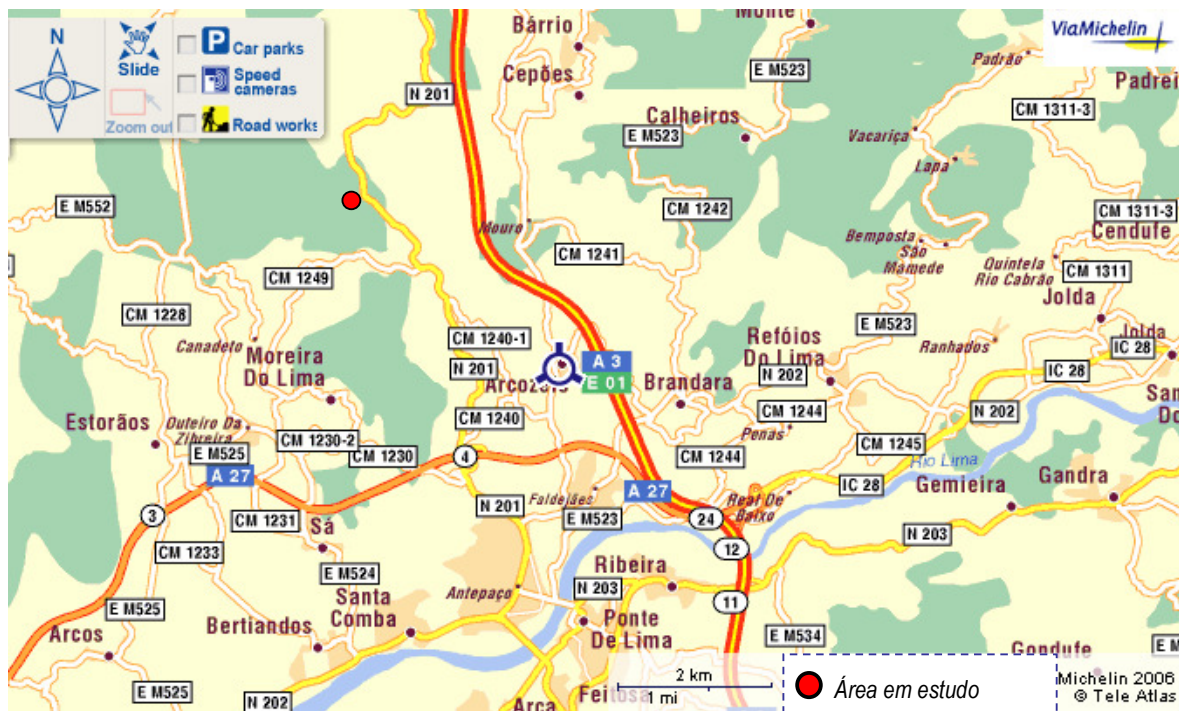 N
Slide
Zoom out
P Car parks
Speed
cameras
Road works
N 201
Bárrio
Cepões
Monte
E M523
ViaMichelin
Padrão
CM 1311-3
Calheiros
E M523
Vacariça
Lapa
E M552
CM 1242
CM 1311-3
Cendufe
Mouro
CM 1241
Bemposta
São
Mamede
Quintela
Rio Cabrão
CM 1311
Jolda
CM 1249
CM 1228
Canadelo
Moreira
Do Lima
CM 1240-1
N 201
A 3
E 01
E M523
Refóios
Do Lima
Ranhados
Jolda
IC 28
IC 28
Brandara
N 202
N 202
Estorãos
Outeiro Da
Zibreira
CM 1240
CM 1244
Penas
E M525
CM 1230-2
CM 1230
4
CM 1244
CM 1245
Rio Lima
A 27
A 27
IC 28
Gemieira
Gandra
3
CM 1231
Sá
N 201
Faldejães
E M523
24
Real De
Baixo
12
N 203
CM 1233
E M524
Ribeira
Antepaço
N 203
11
E M525
Santa
Comba
Bertiandos
Ponte
De Lima
E M534
Arcos
Gondufe
E M525
N 202
Arca
Feitosa
2 km
1 mi
Área em estudo
Michelin 2006
© Tele Atlas